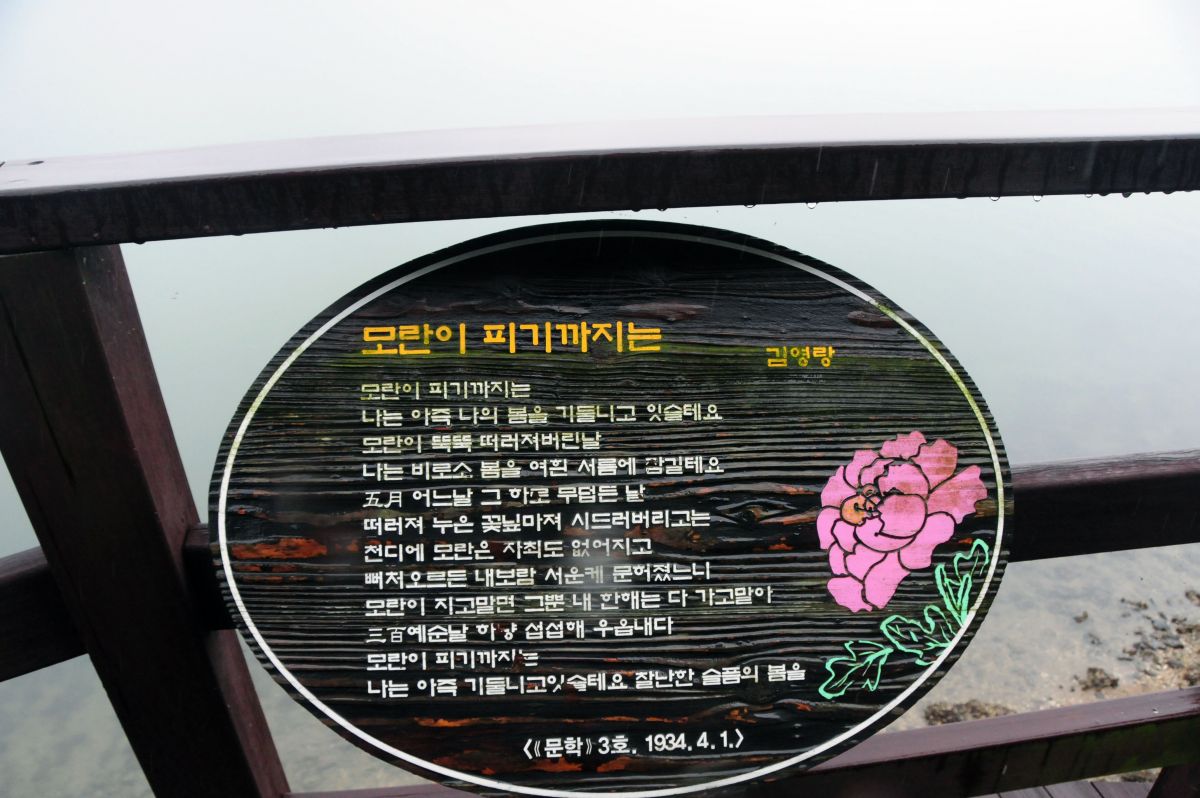 모란이 피기까지는
김영랑
모란이 피기까지는
나는 아즉 나의 봄을 기둘니고 잇슬테요
모란이 뚝뚝 떠러져버린날
나는 비로소 봄을 여흰 서름에 잠길테요
五月 어느날 그 하로 무덥든 날
떠러져 누은 꽃닢마져 시드러버리고는
천디에 모란은 자최도 없어지고
뻐처오르든 내보람 서운케 문허졌느니
모란이 지고말면 그뿐 내 한해는 다 가고말아
三百예순날 하냥 섭섭해 우옵내다
모란이 피기까지는
나는 아즉 기둘니고잇슬테요 찰난한 슬픔의 봄을
〈《문학》3호. 1934. 4. 1.〉